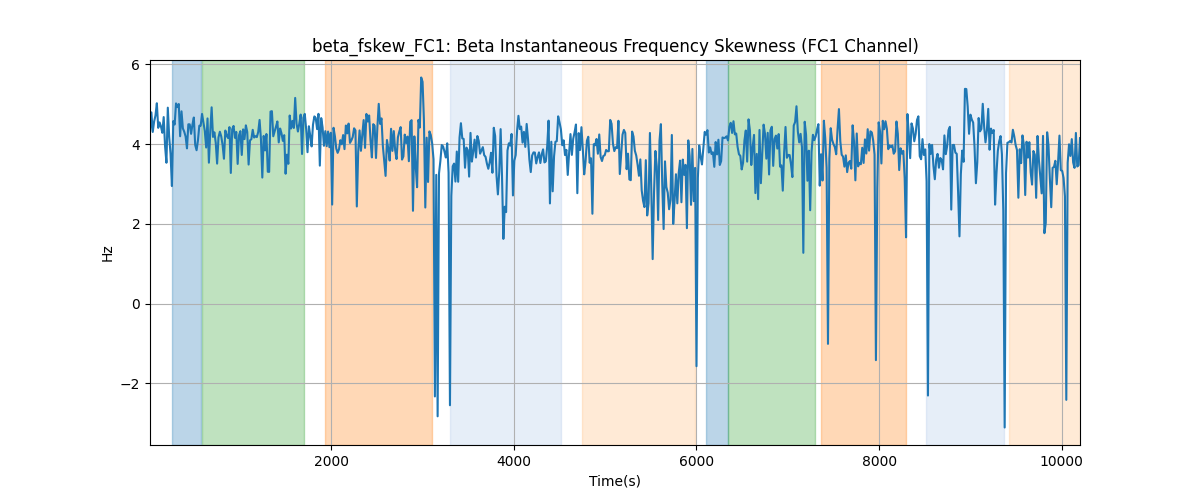 beta_fskew_FC1: Beta Instantaneous Frequency Skewness (FC1 Channel)
Hz
6
4
2
0
−2
2000 4000 6000 8000 10000
Time(s)